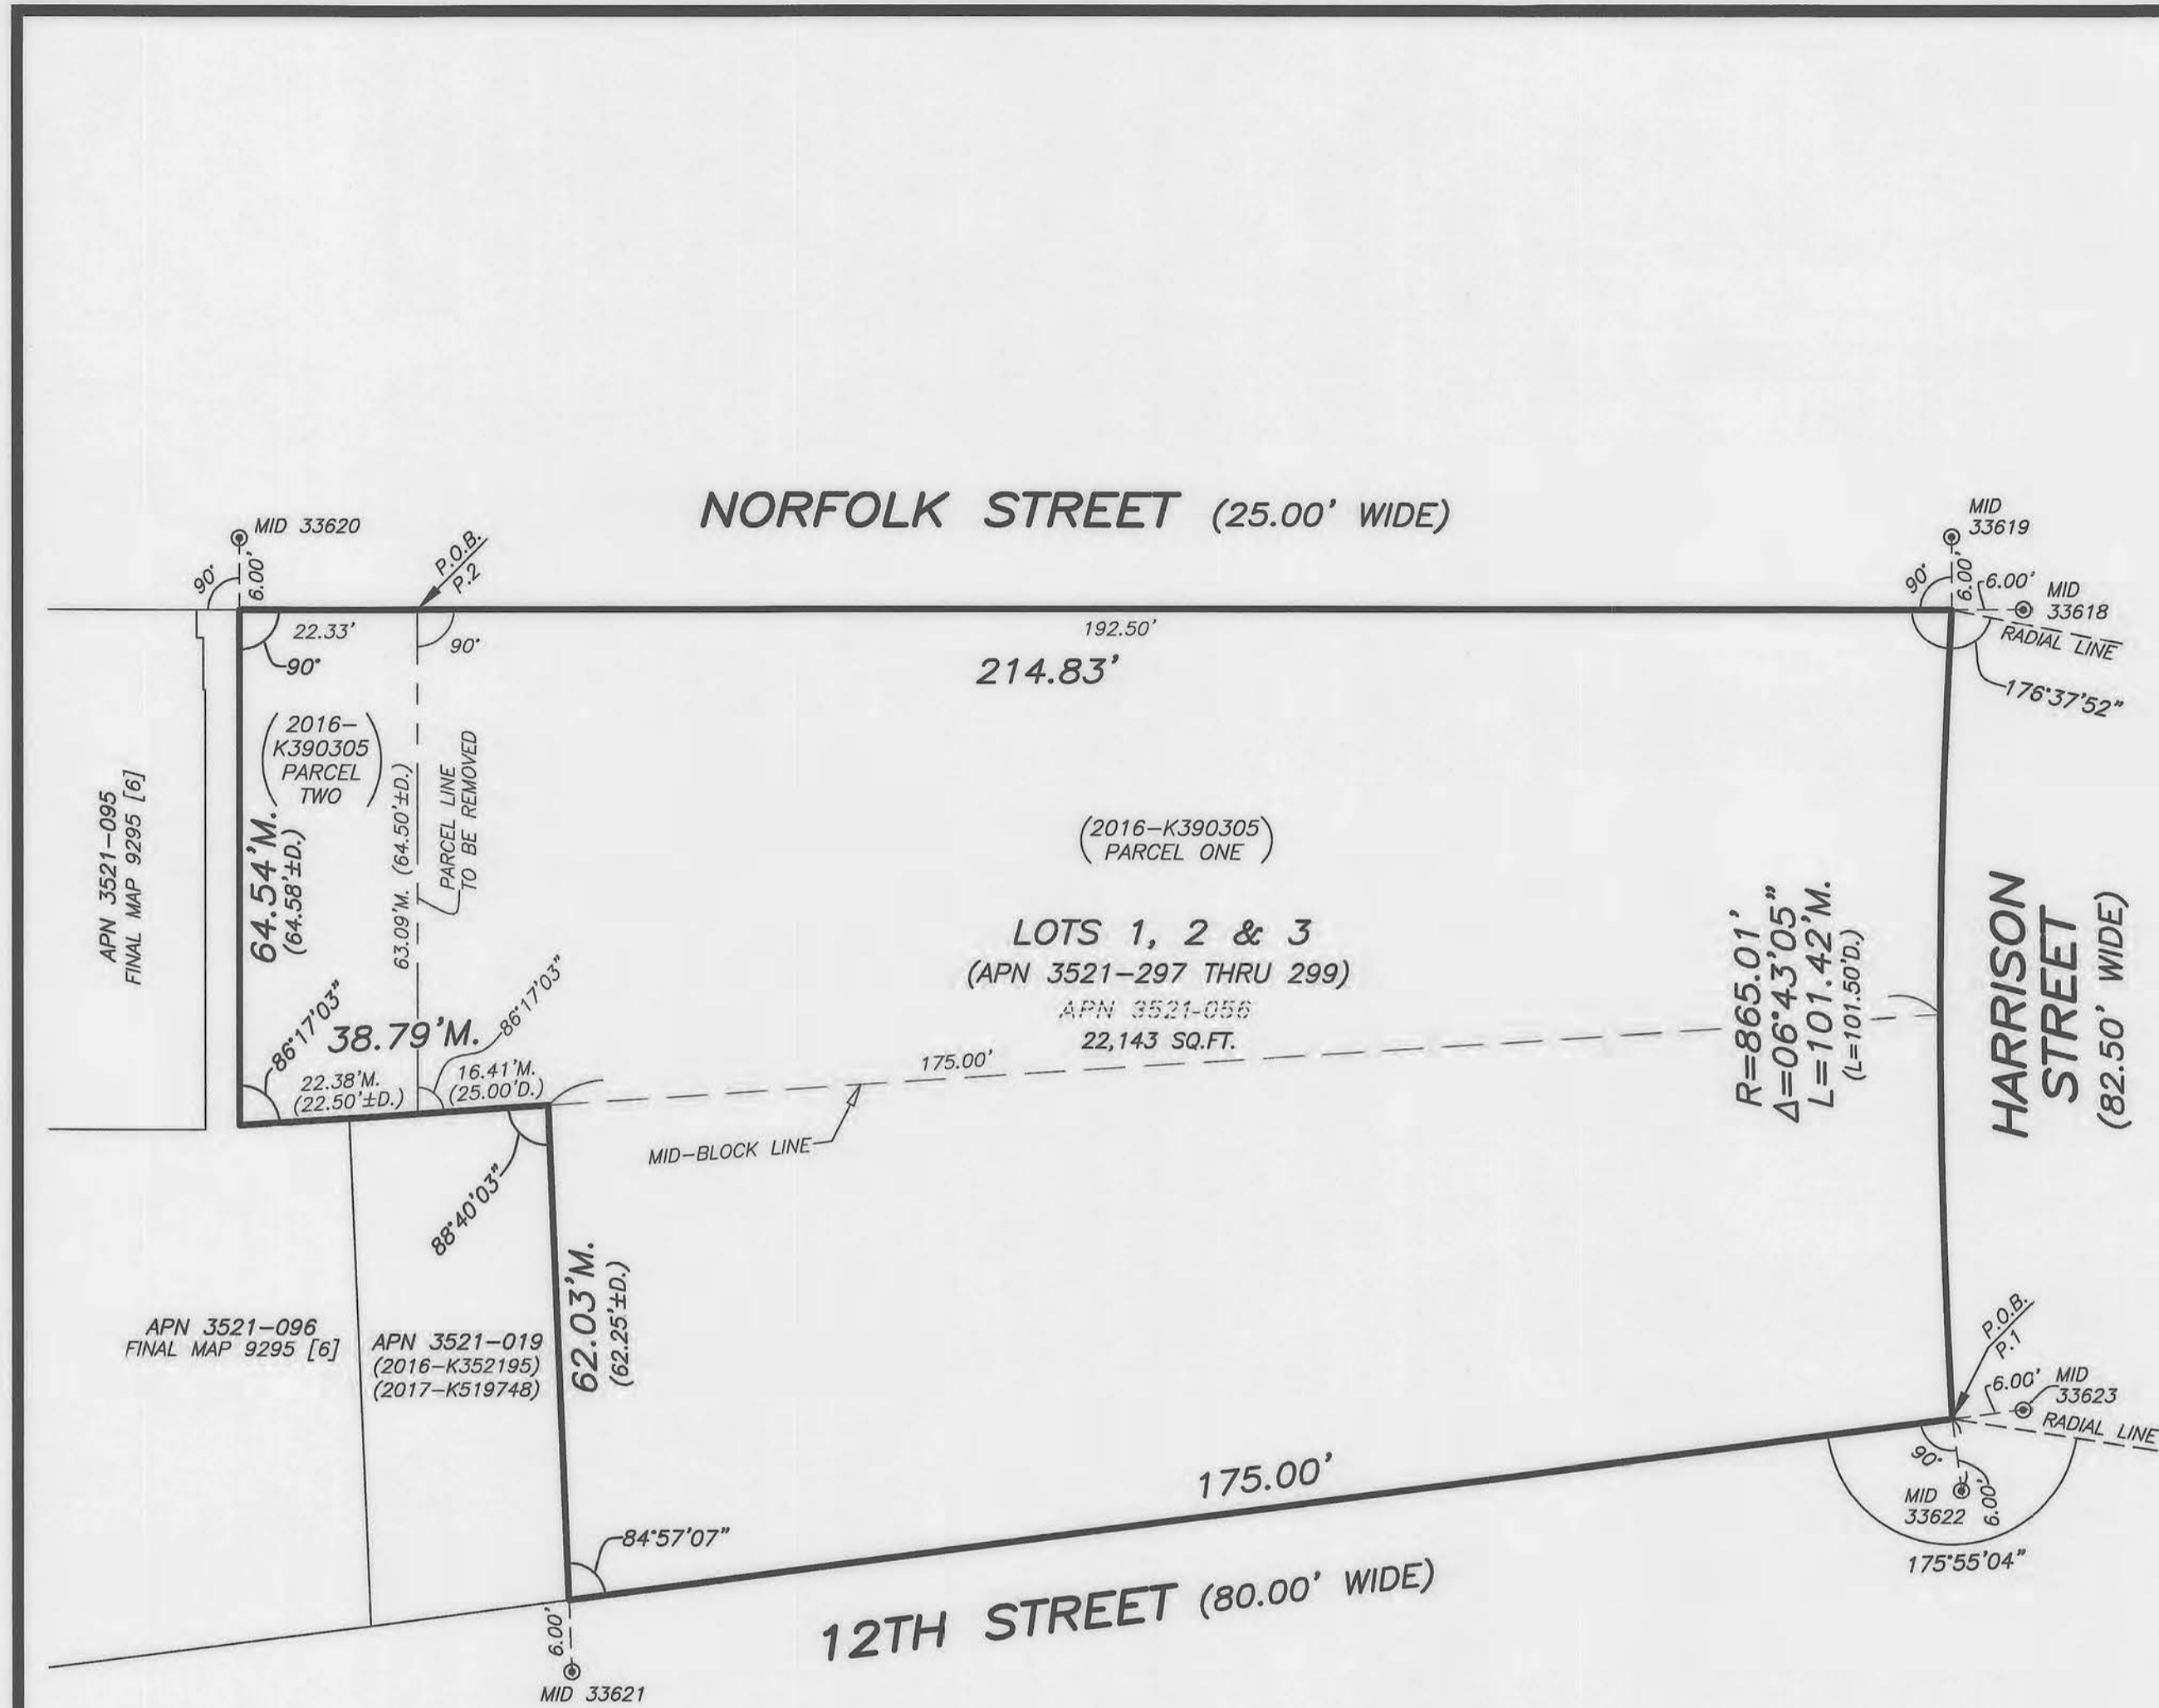 NORFOLK STREET (25.00' WIDE)
MID 33620
90°
6.00'
P.O.B.
P.2
MID
33619
90°
6.00'
6.00'
MID
33618
RADIAL LINE
176°37'52"
22.33'
90°
90°
192.50'
214.83'
(2016-
K390305
PARCEL
TWO)
APN 3521-095
FINAL MAP 9295 [6]
64.54'M.
(64.58'±D.)
63.09'M. (64.50'±D.)
PARCEL LINE
TO BE REMOVED
(2016-K390305
PARCEL ONE)
LOTS 1, 2 & 3
(APN 3521-297 THRU 299)
APN 3521-056
22,143 SQ.FT.
R=865.01'
Δ=06°43'05"
L=101.42'M.
(L=101.50'D.)
HARRISON
STREET
(82.50' WIDE)
86°17'03"
38.79'M.
86°17'03"
22.38'M.
(22.50'±D.)
16.41'M.
(25.00'D.)
175.00'
MID-BLOCK LINE
88°40'03"
62.03'M.
(62.25'±D.)
APN 3521-096
FINAL MAP 9295 [6]
APN 3521-019
(2016-K352195)
(2017-K519748)
P.O.B.
P.1
6.00'
MID
33623
RADIAL LINE
90°
MID
33622
6.00'
175°55'04"
175.00'
84°57'07"
12TH STREET (80.00' WIDE)
6.00'
MID 33621